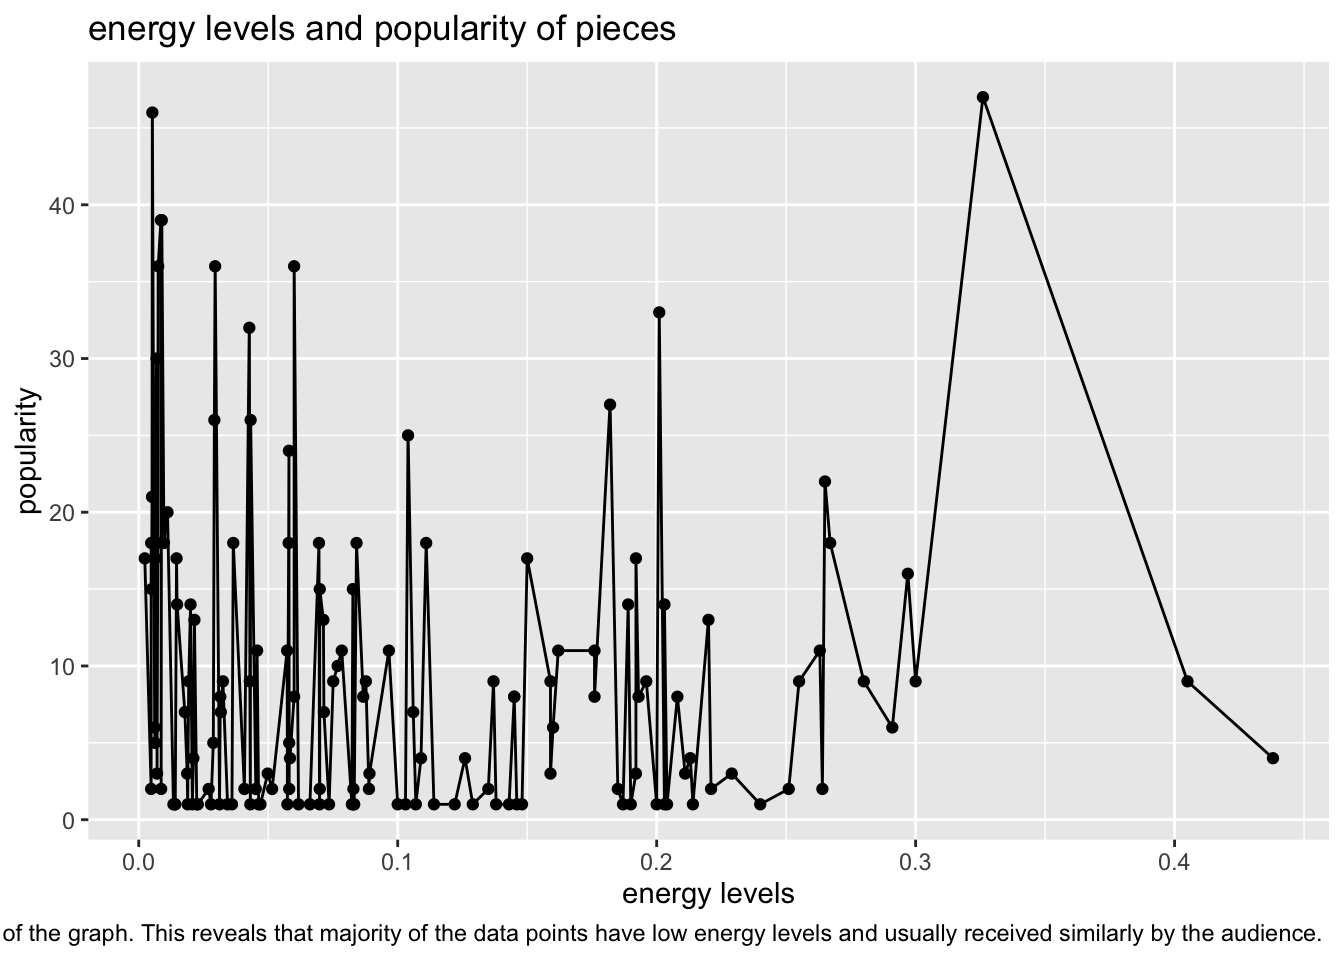 energy levels and popularity of pieces
popularity
40
30
20
10
0
0.0 0.1 0.2 0.3 0.4
energy levels
of the graph. This reveals that majority of the data points have low energy levels and usually received similarly by the audience.